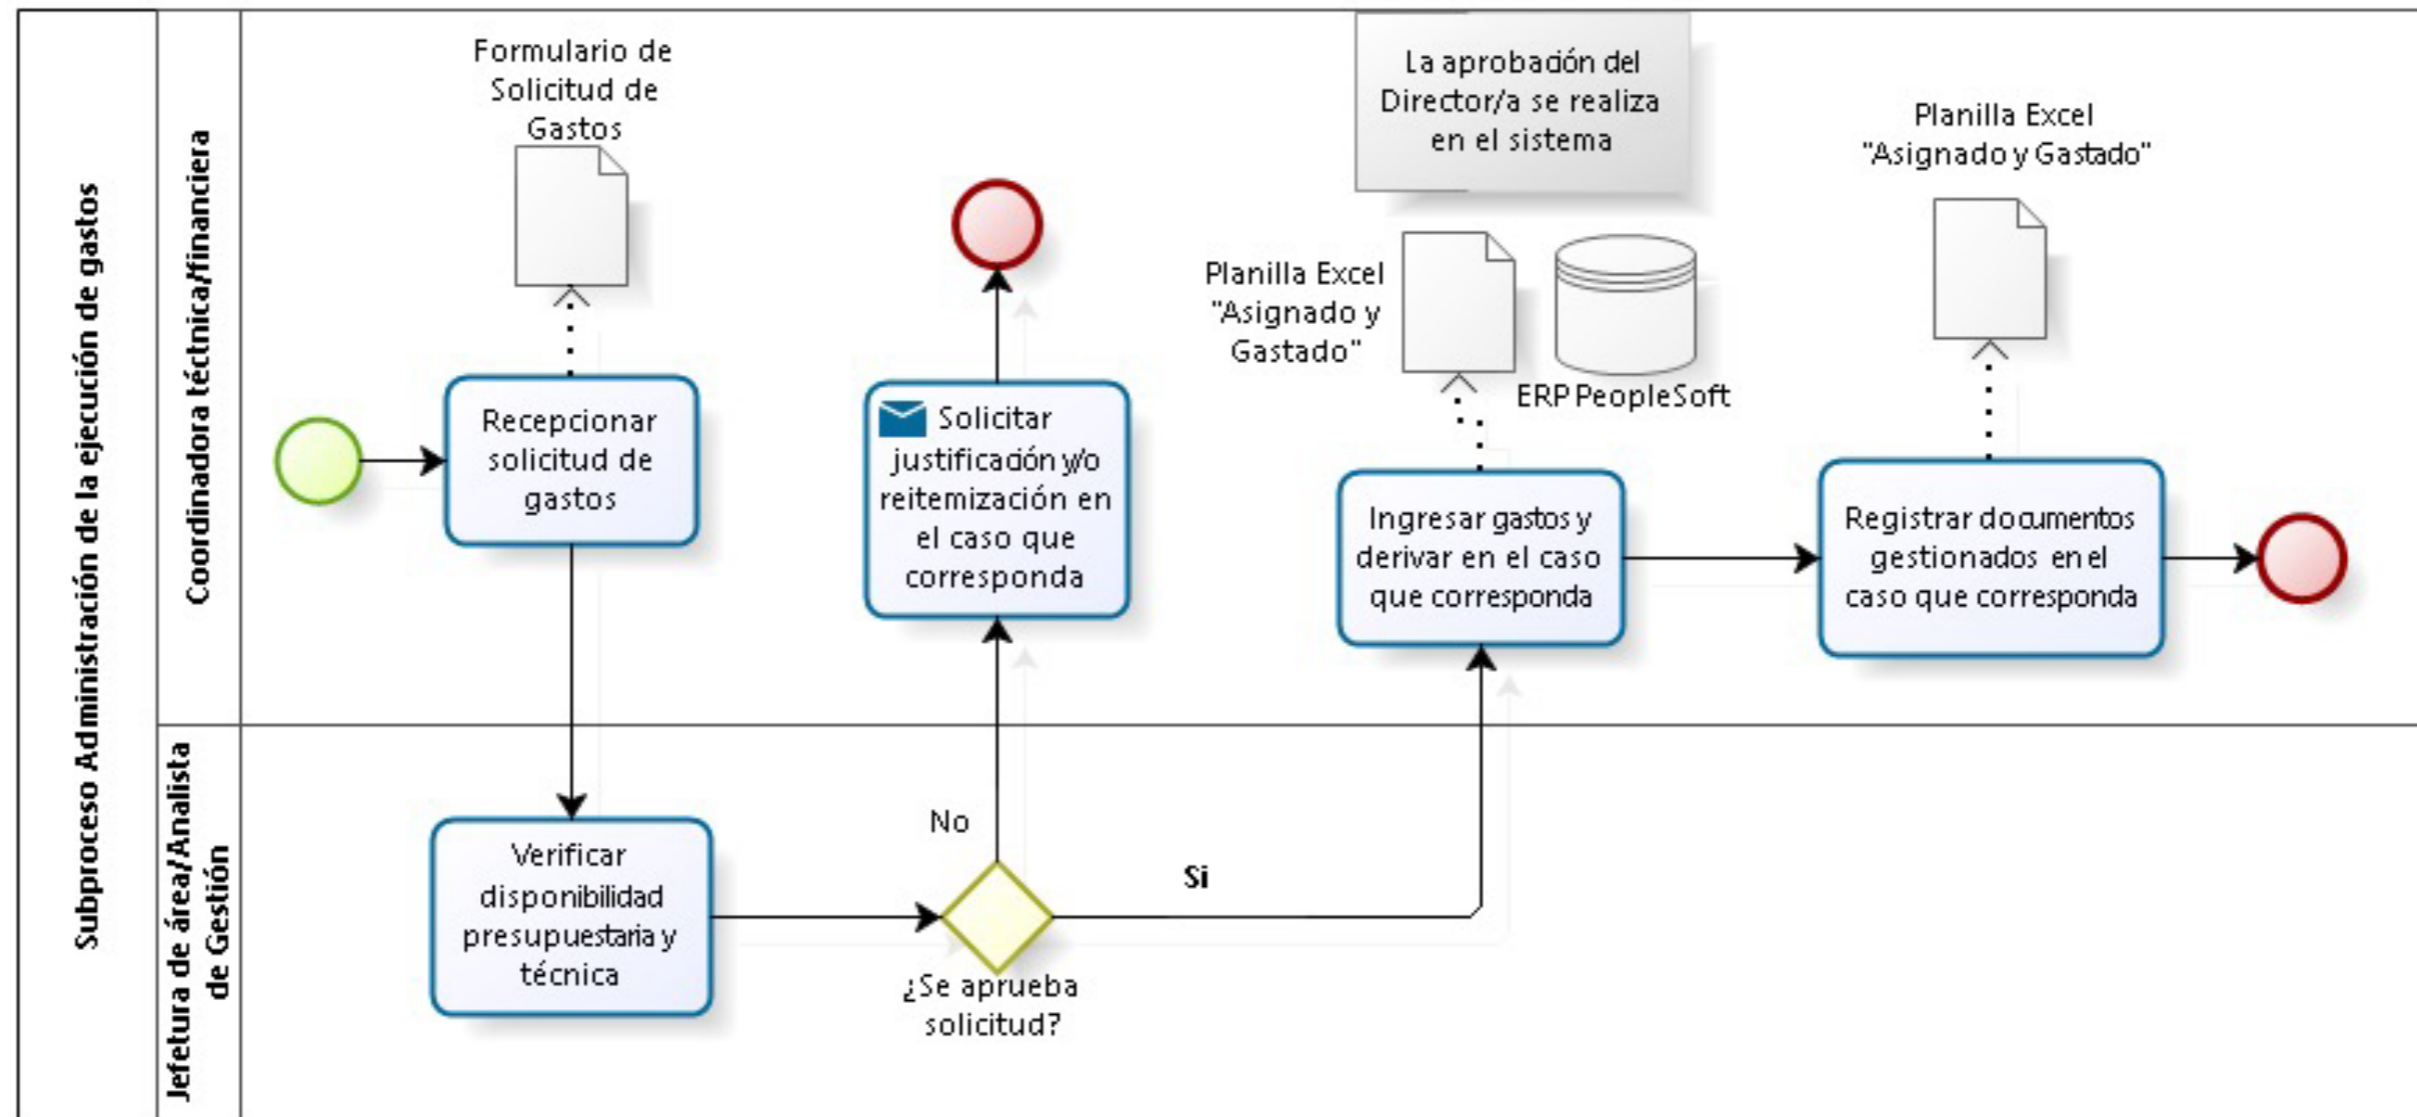 Subproceso Administración de la ejecución de gastos
Coordinadora téctnica/financiera
Formulario de
Solicitud de
Gastos
Recepcionar
solicitud de
gastos
Solicitar
justificación y/o
reitemización en
el caso que
corresponda
La aprobación del
Director/a se realiza
en el sistema
Planilla Excel
"Asignado y
Gastado"
ERP PeopleSoft
Ingresar gastos y
derivar en el caso
que corresponda
Planilla Excel
"Asignado y Gastado"
Registrar documentos
gestionados en el
caso que corresponda
Jefetura de área/Analista
de Gestión
Verificar
disponibilidad
presupuestaria y
técnica
No
Si
¿Se aprueba
solicitud?